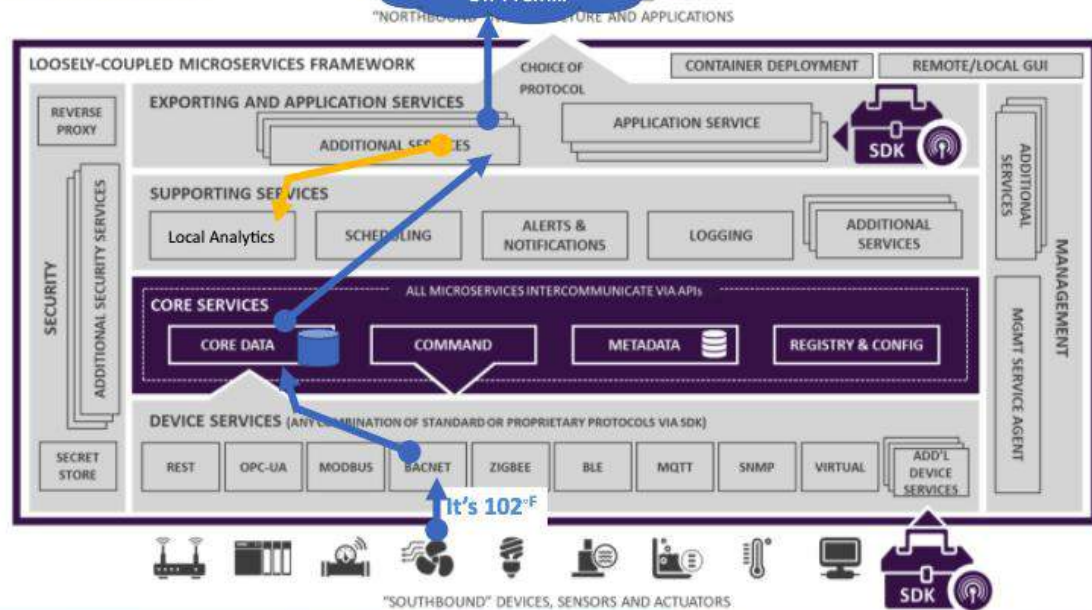 "NORTHBOUND"
TURE AND APPLICATIONS
LOOSELY-COUPLED MICROSERVICES FRAMEWORK
CHOICE OF
PROTOCOL
CONTAINER DEPLOYMENT
REMOTE/LOCAL GUI
REVERSE
PROXY
EXPORTING AND APPLICATION SERVICES
ADDITIONAL SERVICES
APPLICATION SERVICE
SDK
ADDITIONAL
SERVICES
SECURITY
ADDITIONAL SECURITY SERVICES
SUPPORTING SERVICES
Local Analytics
SCHEDULING
ALERTS &
NOTIFICATIONS
LOGGING
ADDITIONAL
SERVICES
MANAGEMENT
ALL MICROSERVICES INTERCOMMUNICATE VIA APIs
CORE SERVICES
CORE DATA
COMMAND
METADATA
REGISTRY & CONFIG
MGMT SERVICE AGENT
DEVICE SERVICES (ANY COMBINATION OF STANDARD OR PROPRIETARY PROTOCOLS VIA SDK)
SECRET
STORE
REST
OPC-UA
MODBUS
BACNET
ZIGBEE
BLE
MQTT
SNMP
VIRTUAL
ADD'L
DEVICE
SERVICES
It's 102°F
SDK
"SOUTHBOUND" DEVICES, SENSORS AND ACTUATORS